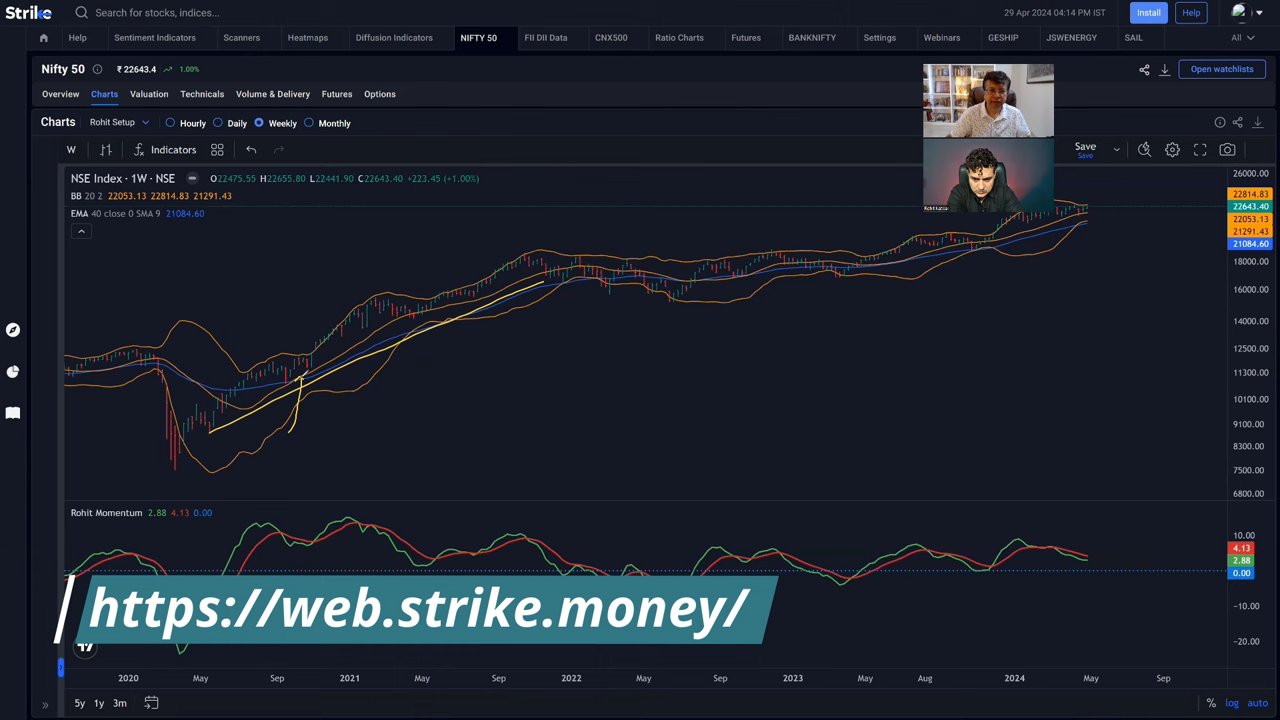 Strike
Search for stocks, indices...
29 Apr 2024 04:14 PM IST
Install
Help
Help
Sentiment Indicators
Scanners
Heatmaps
Diffusion Indicators
NIFTY 50
FII DII Data
CNX500
Ratio Charts
Futures
BANKNIFTY
Settings
Webinars
GESHIP
JSWENERGY
SAIL
All
Nifty 50
₹ 22643.4
1.00%
Open watchlists
Overview
Charts
Valuation
Technicals
Volume & Delivery
Futures
Options
Charts
Rohit Setup
Hourly
Daily
Weekly
Monthly
W
Indicators
Save
Save
NSE Index · 1W · NSE
O22475.55 H22655.80 L22441.90 C22643.40 +223.45 (+1.00%)
BB 20 2 22053.13 22814.83 21291.43
EMA 40 close 0 SMA 9 21084.60
26000.00
22814.83
22643.40
22053.13
21291.43
21084.60
18000.00
16000.00
14000.00
12500.00
11300.00
10100.00
9100.00
8300.00
7500.00
6800.00
Rohit Momentum 2.88 4.13 0.00
10.00
4.13
2.88
0.00
-10.00
-20.00
https://web.strike.money/
2020
May
Sep
2021
May
Sep
2022
May
Sep
2023
May
Aug
2024
May
Sep
5y
1y
3m
%
log
auto